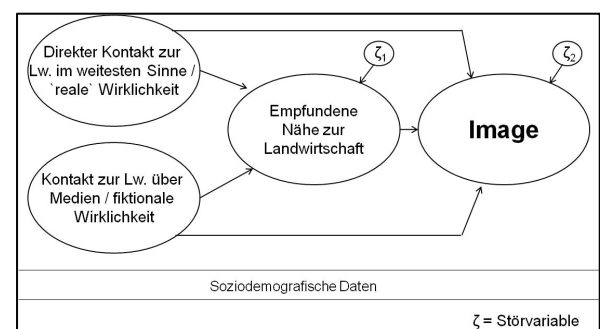 Direkter Kontakt zur
Lw. im weitesten Sinne /
`reale` Wirklichkeit
ζ1
ζ2
Empfundene
Nähe zur
Landwirtschaft
Image
Kontakt zur Lw. über
Medien / fiktionale
Wirklichkeit
Soziodemografische Daten
ζ = Störvariable